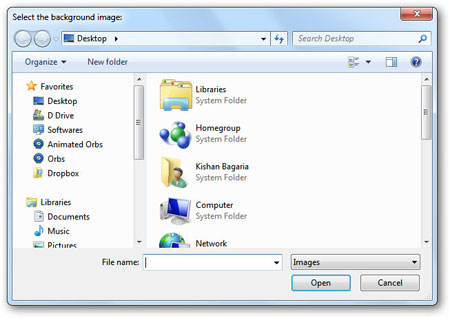 Select the background image:
Desktop
Search Desktop
Organize
New folder
Favorites
Desktop
D Drive
Softwares
Animated Orbs
Orbs
Dropbox
Libraries
Documents
Music
Pictures
Libraries
System Folder
Homegroup
System Folder
Kishan Bagaria
System Folder
Computer
System Folder
Network
File name:
Images
Open
Cancel